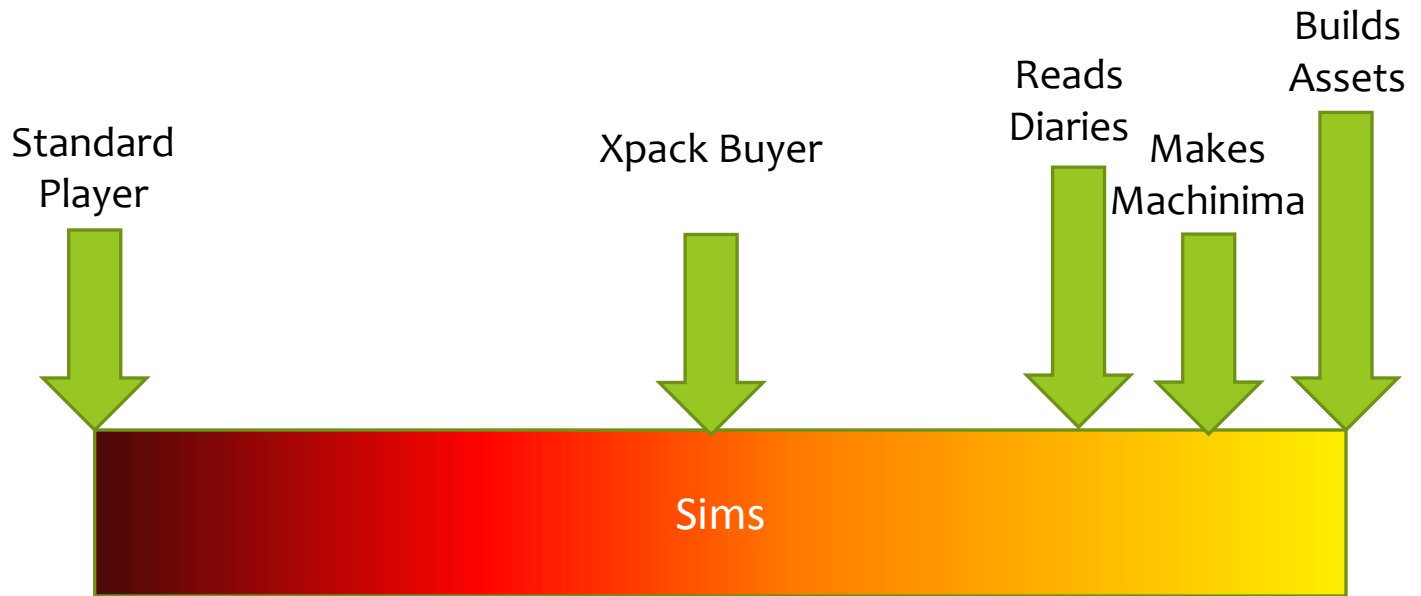 Standard
Player
Xpack Buyer
Reads
Diaries
Makes
Machinima
Builds
Assets
Sims